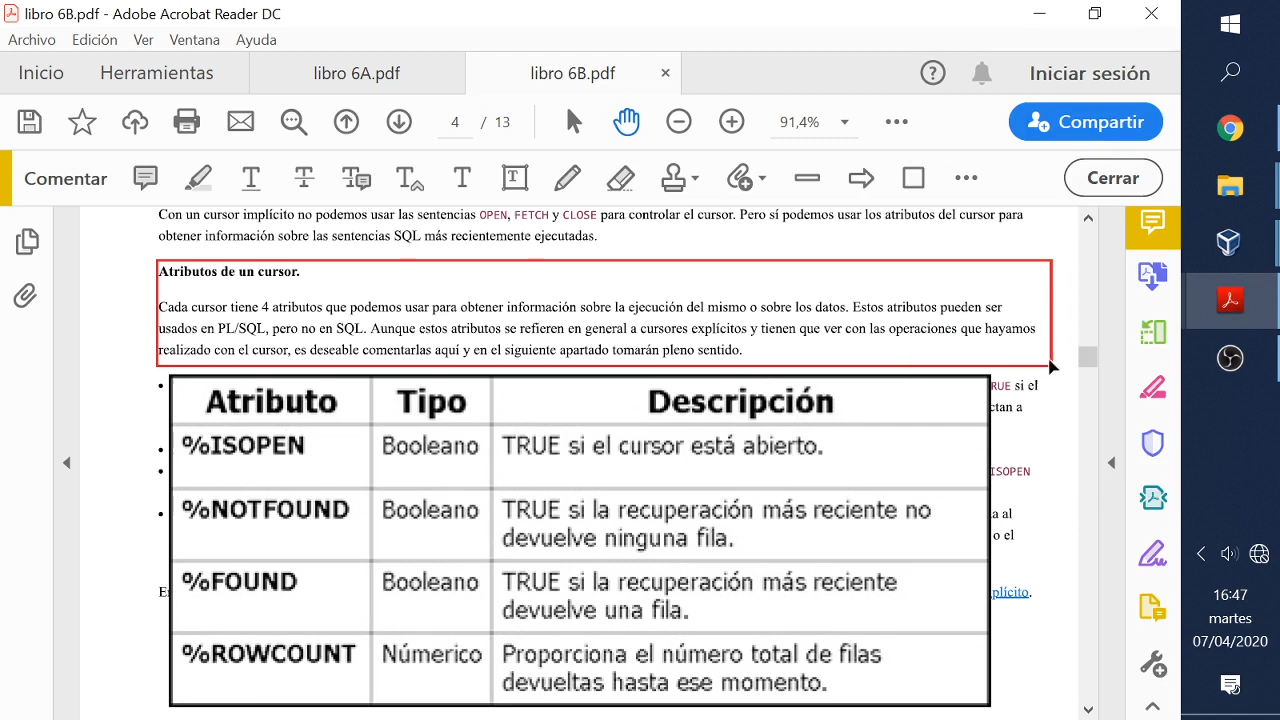 libro 6B.pdf - Adobe Acrobat Reader DC
Archivo Edición Ver Ventana Ayuda
Inicio Herramientas libro 6A.pdf libro 6B.pdf × Iniciar sesión
4 / 13 91,4% Compartir
Comentar Cerrar
Con un cursor implícito no podemos usar las sentencias OPEN, FETCH y CLOSE para controlar el cursor. Pero sí podemos usar los atributos del cursor para
obtener información sobre las sentencias SQL más recientemente ejecutadas.
Atributos de un cursor.
Cada cursor tiene 4 atributos que podemos usar para obtener información sobre la ejecución del mismo o sobre los datos. Estos atributos pueden ser
usados en PL/SQL, pero no en SQL. Aunque estos atributos se refieren en general a cursores explícitos y tienen que ver con las operaciones que hayamos
realizado con el cursor, es deseable comentarlas aquí y en el siguiente apartado tomarán pleno sentido.
RUE si el
ctan a
ISOPEN
a al
o el
plícito.
Atributo Tipo Descripción
%ISOPEN Booleano TRUE si el cursor está abierto.
%NOTFOUND Booleano TRUE si la recuperación más reciente no
devuelve ninguna fila.
%FOUND Booleano TRUE si la recuperación más reciente
devuelve una fila.
%ROWCOUNT Númerico Proporciona el número total de filas
devueltas hasta ese momento.
16:47
martes
07/04/2020